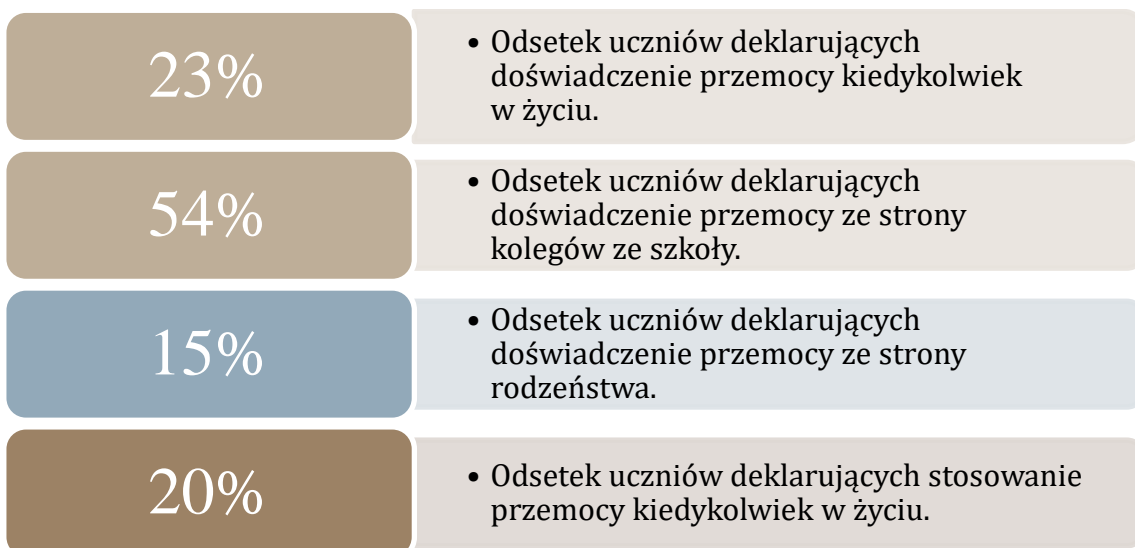 23%
• Odsetek uczniów deklarujących
doświadczenie przemocy kiedykolwiek
w życiu.
54%
• Odsetek uczniów deklarujących
doświadczenie przemocy ze strony
kolegów ze szkoły.
15%
• Odsetek uczniów deklarujących
doświadczenie przemocy ze strony
rodzeństwa.
20%
• Odsetek uczniów deklarujących stosowanie
przemocy kiedykolwiek w życiu.